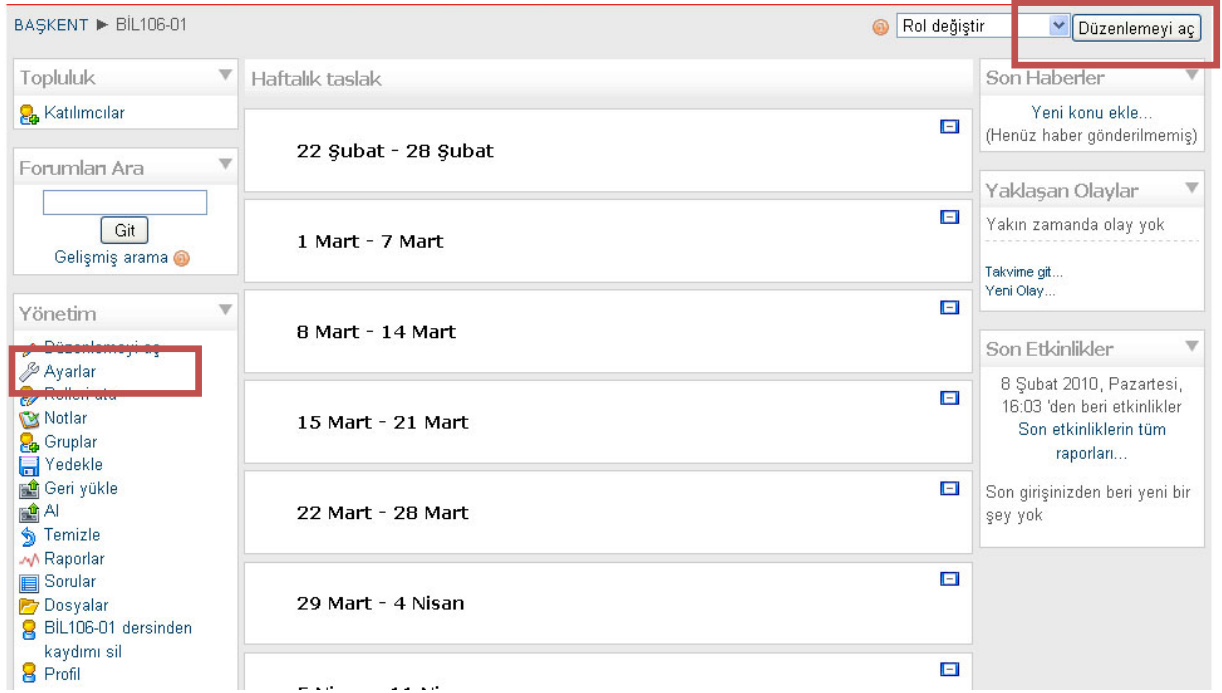 BAŞKENT ► BİL106-01
Rol değiştir
Düzenlemeyi aç
Topluluk
Katılımcılar
Forumları Ara
Git
Gelişmiş arama
Yönetim
Düzenlemeyi aç
Ayarlar
Rolleri ata
Notlar
Gruplar
Yedekle
Geri yükle
Al
Temizle
Raporlar
Sorular
Dosyalar
BİL106-01 dersinden
kaydımı sil
Profil
Haftalık taslak
22 Şubat - 28 Şubat
1 Mart - 7 Mart
8 Mart - 14 Mart
15 Mart - 21 Mart
22 Mart - 28 Mart
29 Mart - 4 Nisan
Son Haberler
Yeni konu ekle...
(Henüz haber gönderilmemiş)
Yaklaşan Olaylar
Yakın zamanda olay yok
Takvime git...
Yeni Olay...
Son Etkinlikler
8 Şubat 2010, Pazartesi,
16:03 'den beri etkinlikler
Son etkinliklerin tüm
raporları...
Son girişinizden beri yeni bir
şey yok